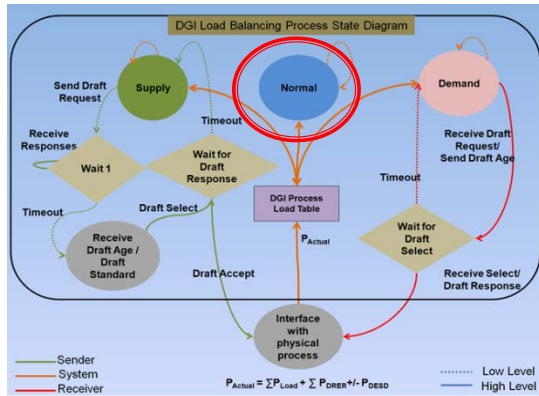 DGI Load Balancing Process State Diagram
Send Draft
Request
Supply
Normal
Demand
Receive
Responses
Timeout
Receive Draft
Request/
Send Draft Age
Wait 1
Wait for
Draft
Response
Timeout
DGI Process
Load Table
Timeout
Draft Select
Wait for
Draft
Select
Receive
Draft Age /
Draft
Standard
PActual
Draft Accept
Receive Select/
Draft Response
Interface
with
physical
process
Sender
System
Receiver
PActual = ∑PLoad + ∑ PDRER+/- PDESD
Low Level
High Level